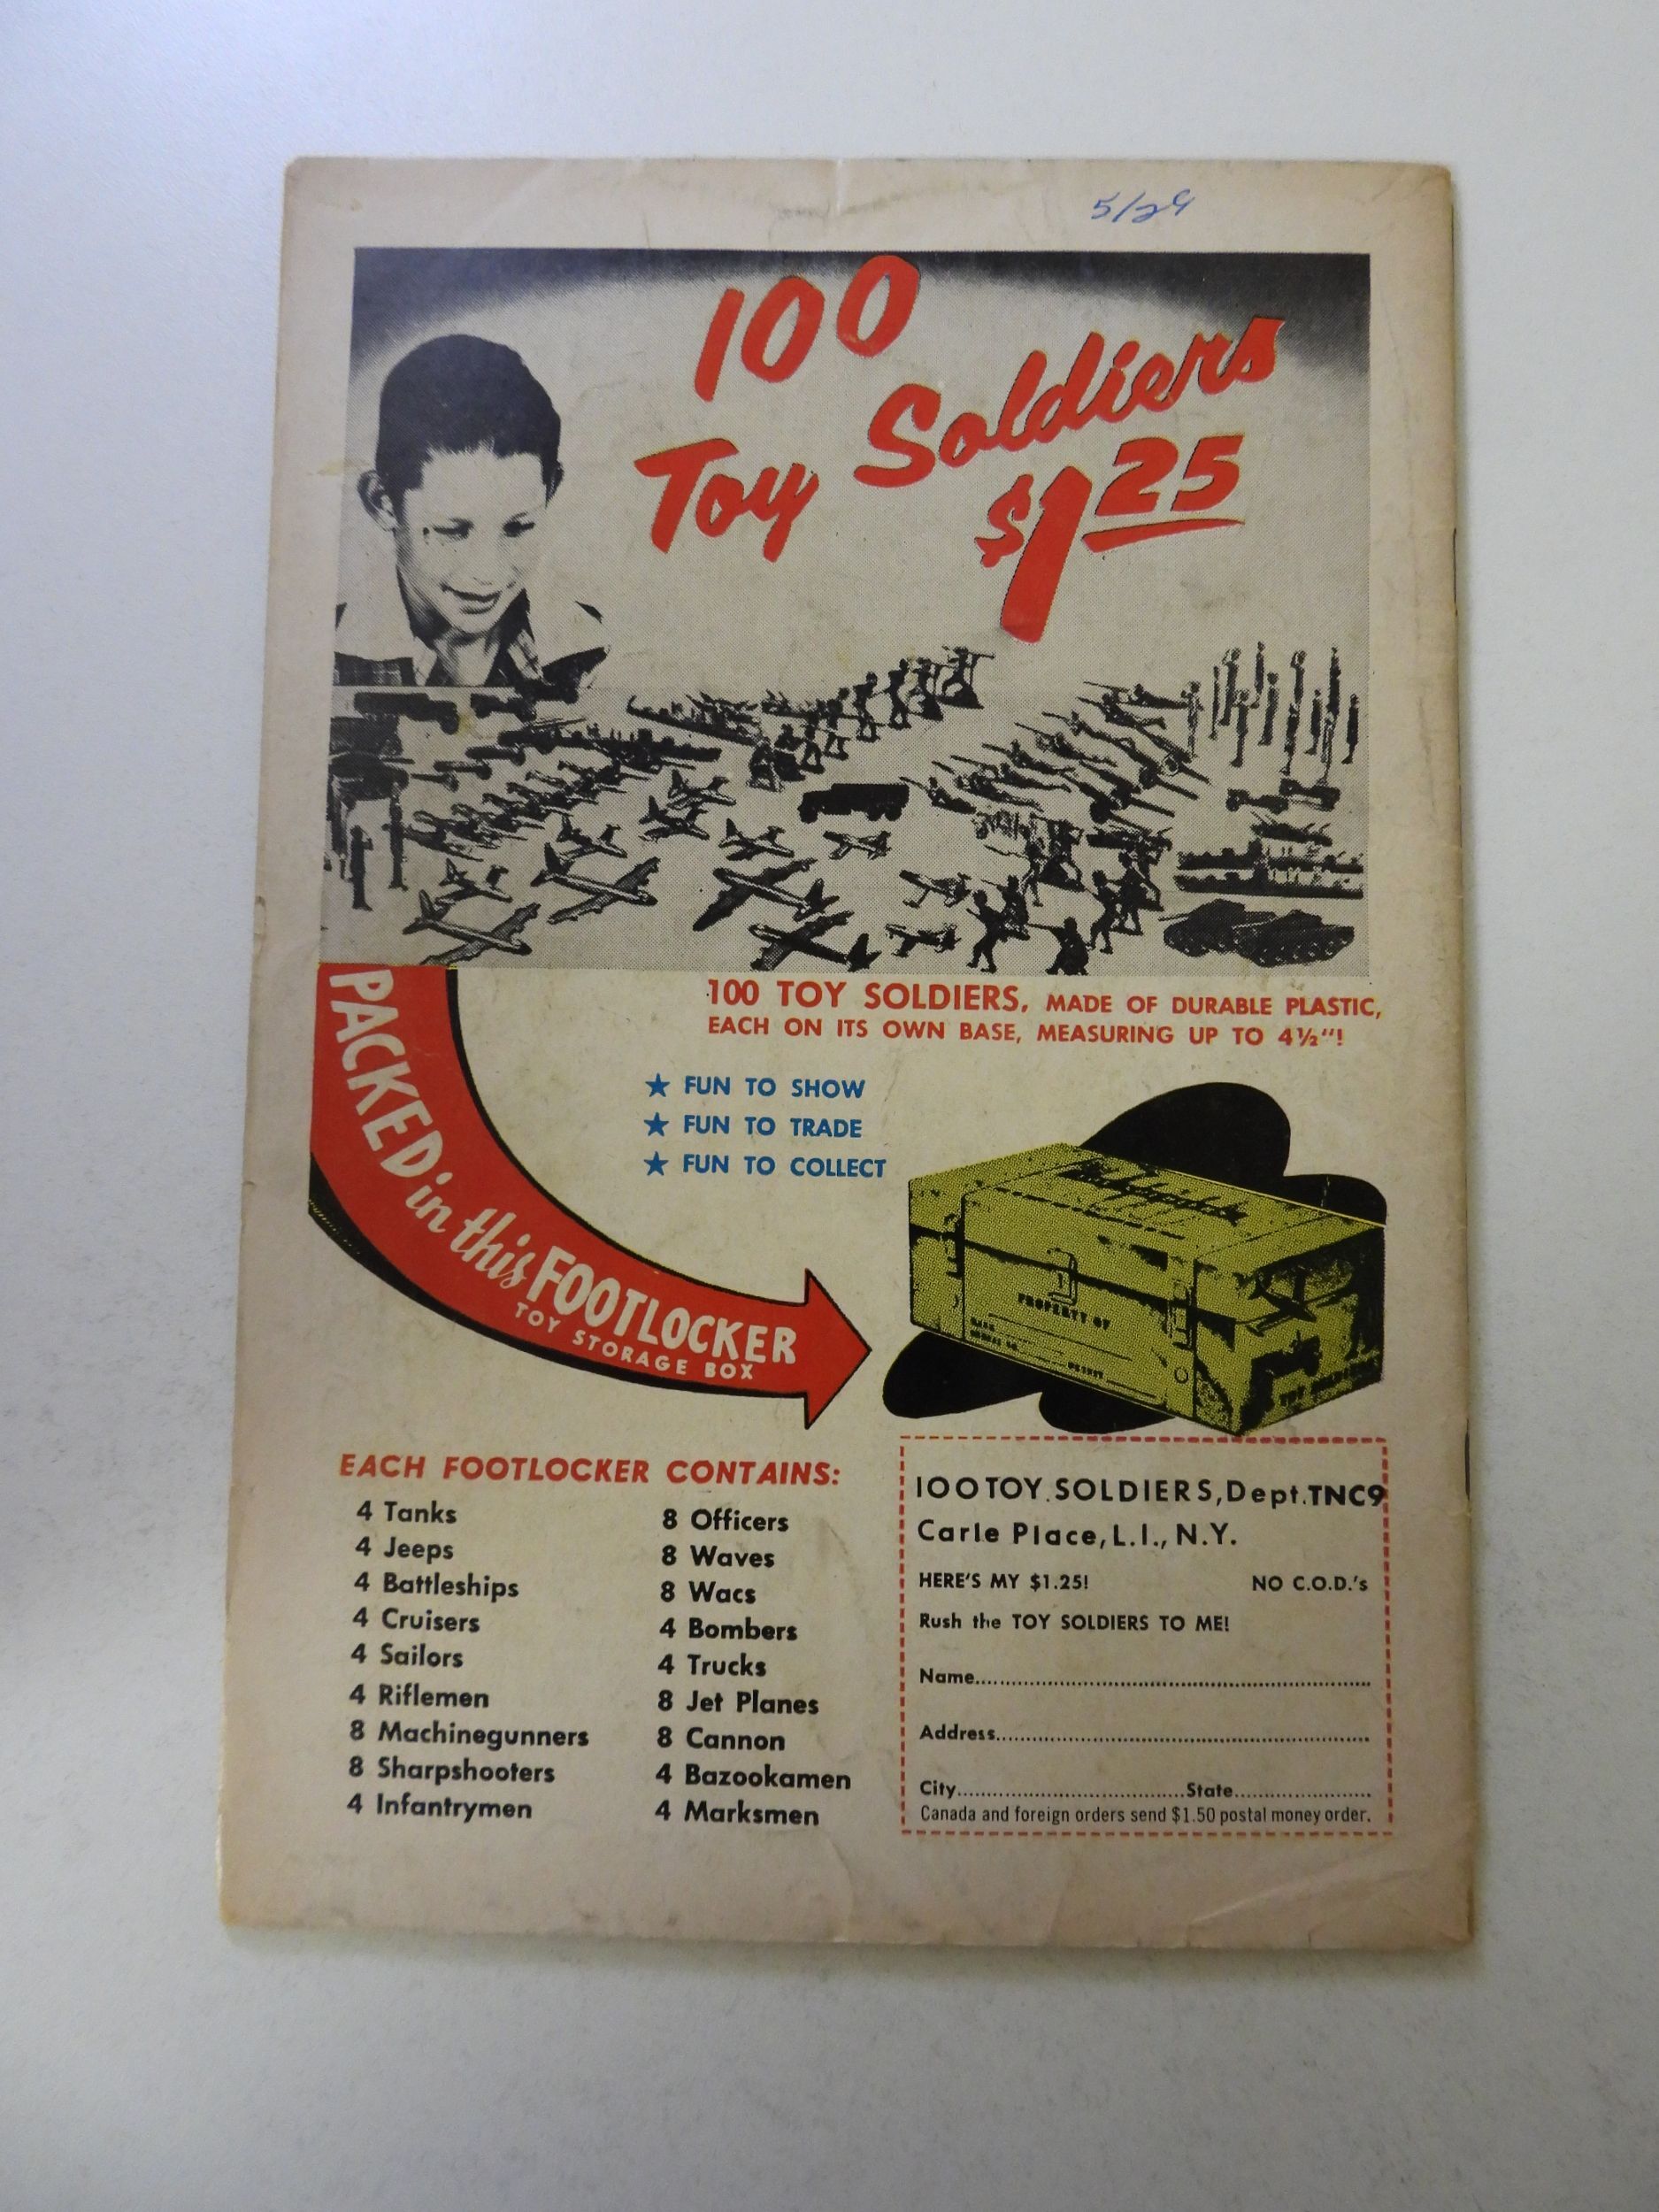 5/29
100
Toy Soldiers
$1 25
100 TOY SOLDIERS, MADE OF DURABLE PLASTIC,
EACH ON ITS OWN BASE, MEASURING UP TO 4½"!
★ FUN TO SHOW
★ FUN TO TRADE
★ FUN TO COLLECT
PACKED in this FOOTLOCKER
TOY STORAGE BOX
PROPERTY OF
EACH FOOTLOCKER CONTAINS:
4 Tanks
4 Jeeps
4 Battleships
4 Cruisers
4 Sailors
4 Riflemen
8 Machinegunners
8 Sharpshooters
4 Infantrymen
8 Officers
8 Waves
8 Wacs
4 Bombers
4 Trucks
8 Jet Planes
8 Cannon
4 Bazookamen
4 Marksmen
100 TOY SOLDIERS, Dept. TNC9
Carle Place, L.I., N.Y.
HERE'S MY $1.25! NO C.O.D.'s
Rush the TOY SOLDIERS TO ME!
Name
Address
City State
Canada and foreign orders send $1.50 postal money order.